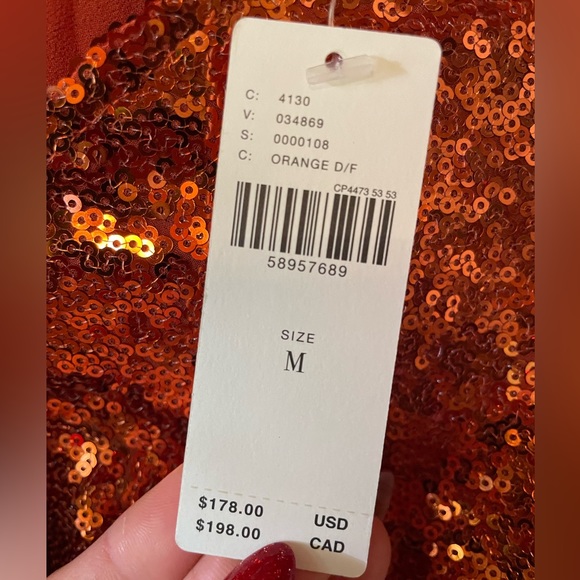 C: 4130
V: 034869
S: 0000108
C: ORANGE D/F
CP4473 53 53
58957689
SIZE
M
$178.00 USD
$198.00 CAD